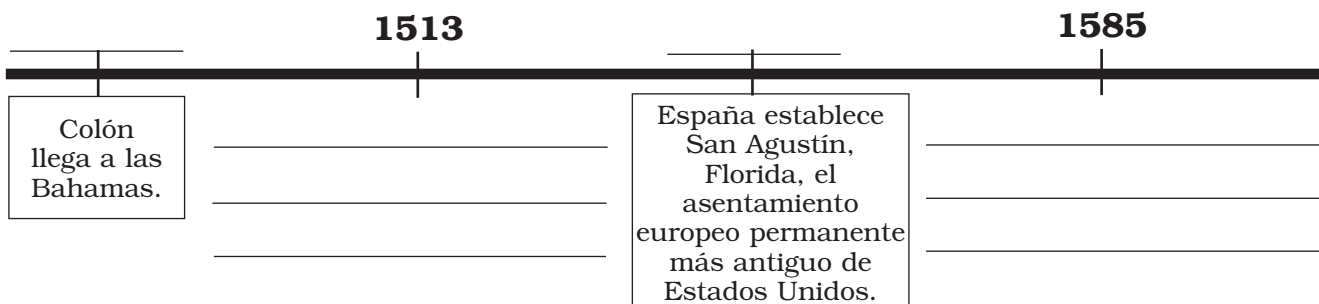 1513
1585
Colón
llega a las
Bahamas.
España establece
San Agustín,
Florida, el
asentamiento
europeo permanente
más antiguo de
Estados Unidos.